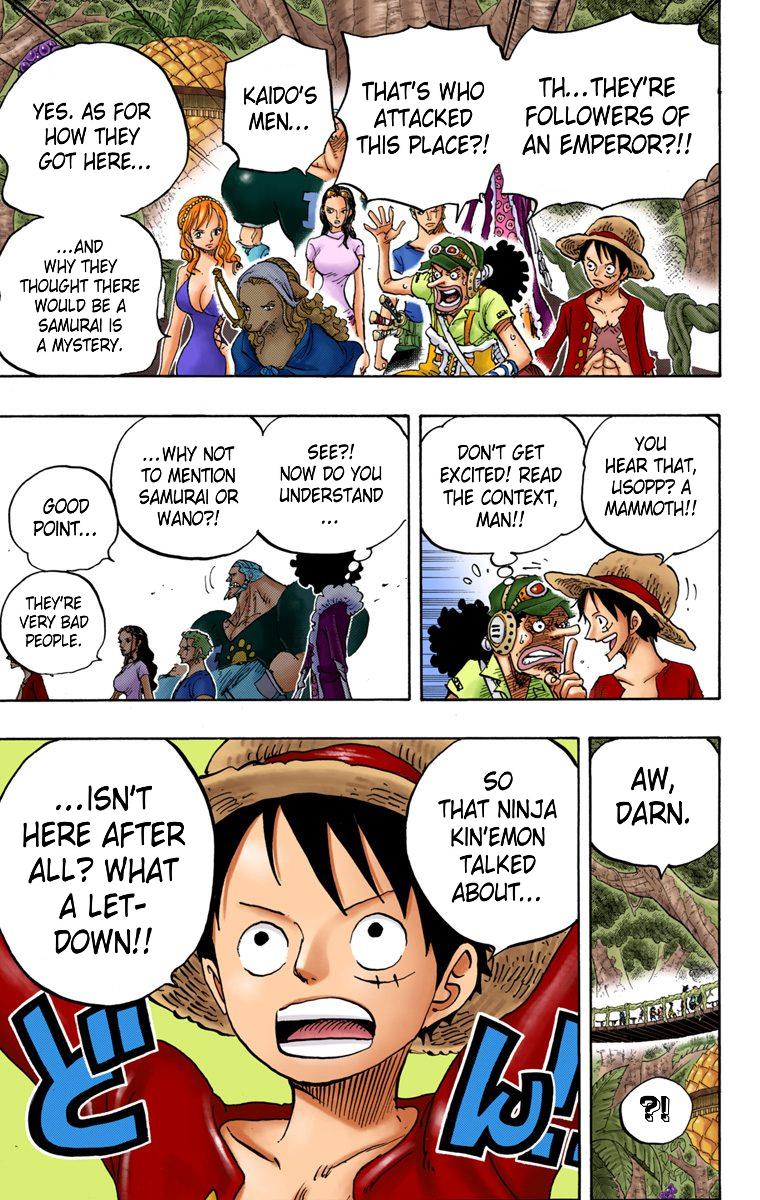 TH...THEY'RE
FOLLOWERS OF
AN EMPEROR?!!
THAT'S WHO
ATTACKED
THIS PLACE?!
KAIDO'S
MEN...
YES. AS FOR
HOW THEY
GOT HERE...
...AND
WHY THEY
THOUGHT THERE
WOULD BE A
SAMURAI IS
A MYSTERY.
YOU
HEAR THAT,
USOPP? A
MAMMOTH!!
DON'T GET
EXCITED! READ
THE CONTEXT,
MAN!!
SEE?!
NOW DO YOU
UNDERSTAND
...
...WHY NOT
TO MENTION
SAMURAI OR
WANO?!
GOOD
POINT...
THEY'RE
VERY BAD
PEOPLE.
AW,
DARN.
?!
SO
THAT NINJA
KIN'EMON
TALKED
ABOUT...
...ISN'T
HERE AFTER
ALL? WHAT
A LET-
DOWN!!
どん!!